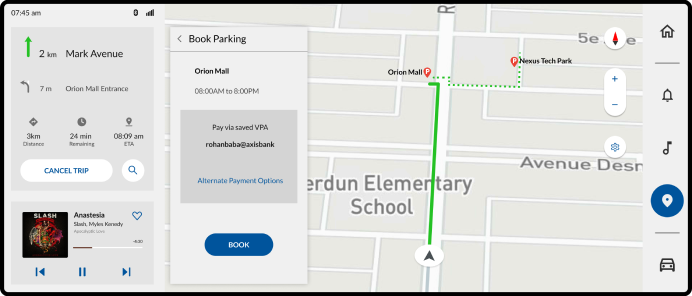 07:45 am
2 km Mark Avenue
7 m Orion Mall Entrance
3km
Distance
24 min
Remaining
08:09 am
ETA
CANCEL TRIP
SLASH
Anastesia
Slash, Myles Kenedy
Apocaliptic Love
-4:30
Book Parking
Orion Mall
08:00AM to 8:00PM
Pay via saved VPA
rohanbaba@axisbank
Alternate Payment Options
BOOK
R
5e
Orion Mall P
P Nexus Tech Park
+
−
Avenue Desr
erdun Elementary
School